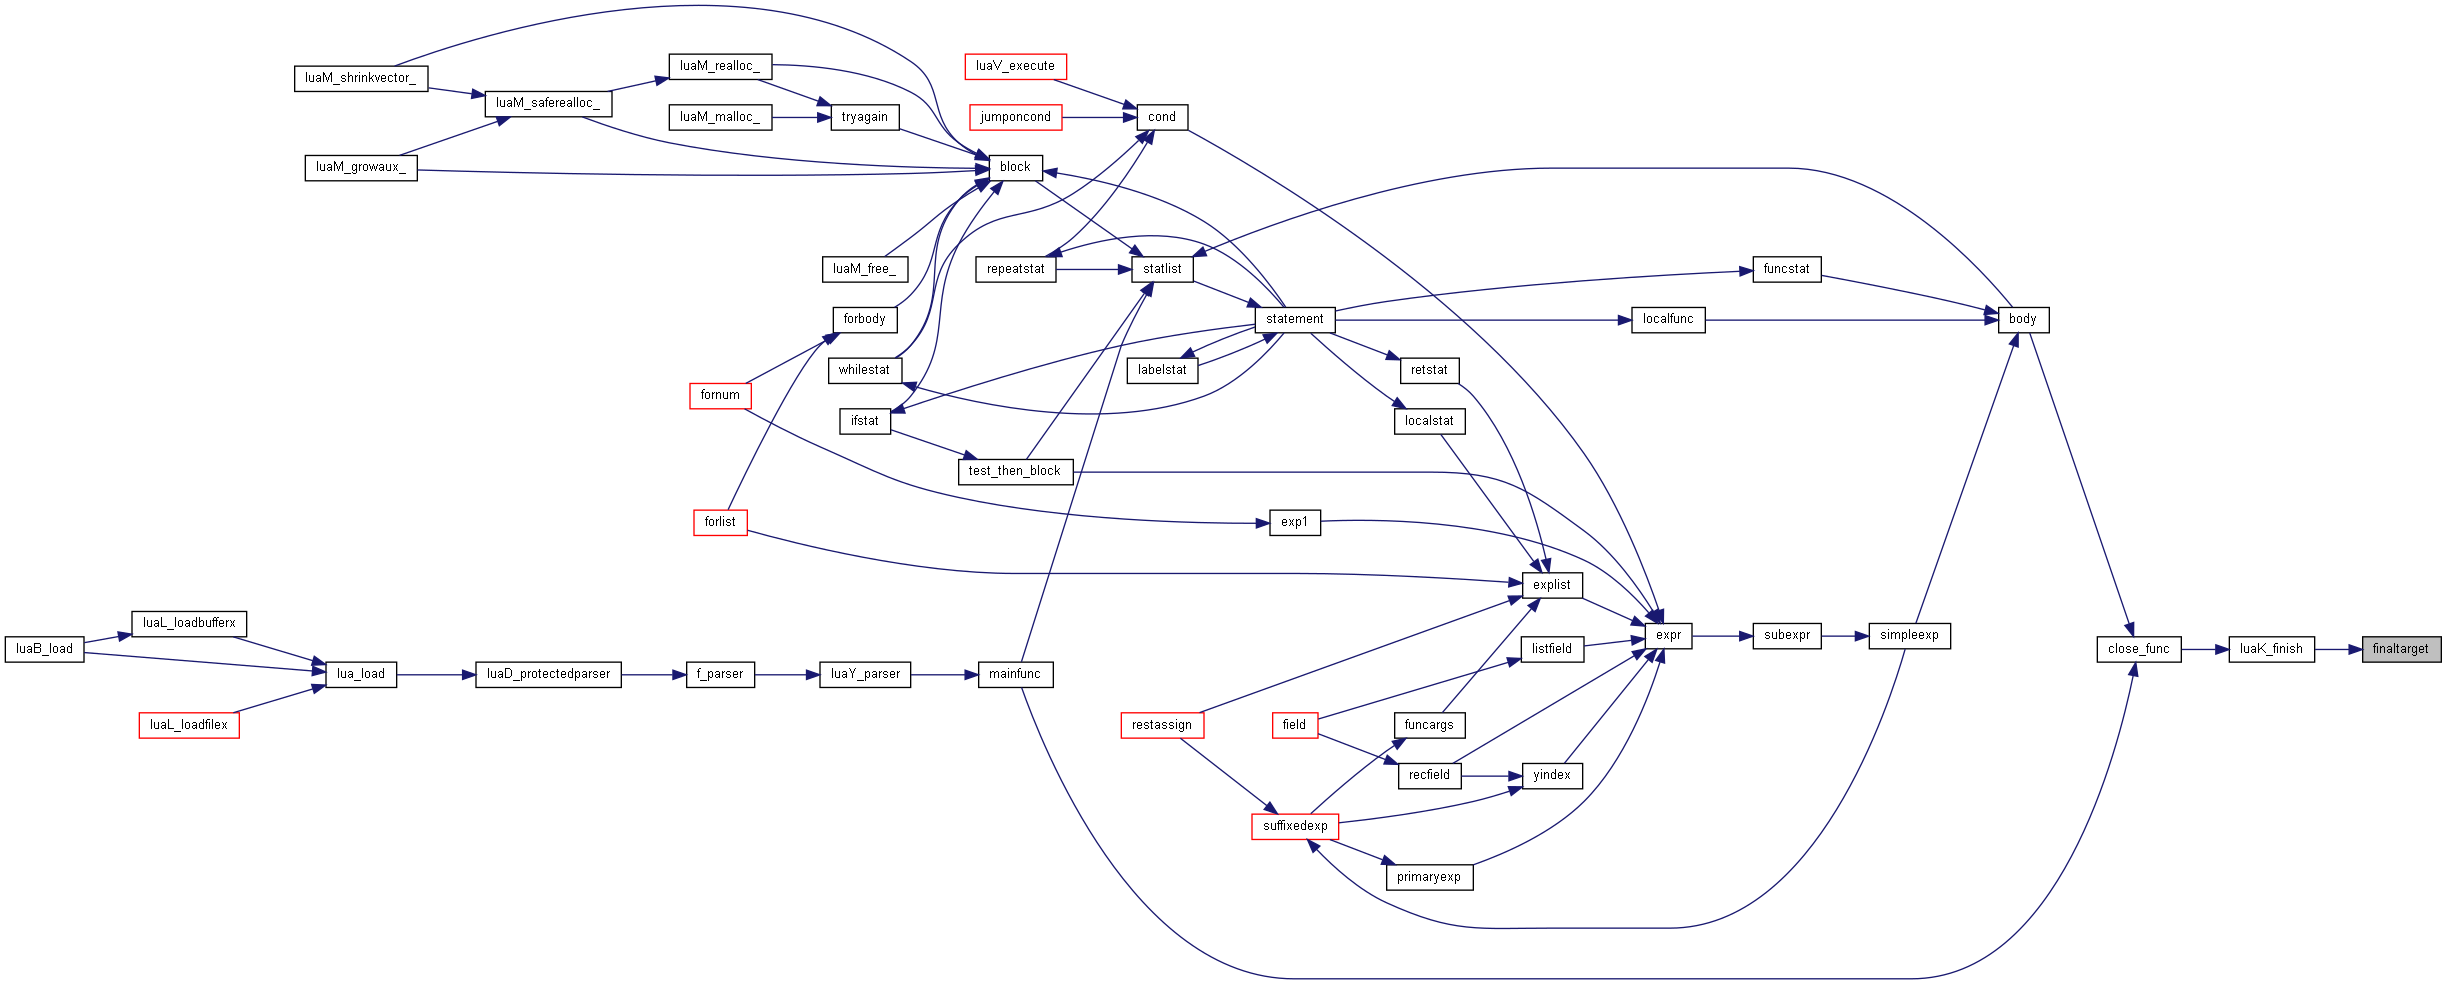 luaV_execute
luaM_realloc_
luaM_shrinkvector_
luaM_saferealloc_
luaM_malloc_
tryagain
jumponcond
cond
luaM_growaux_
block
luaM_free_
repeatstat
statlist
funcstat
forbody
statement
localfunc
body
whilestat
labelstat
retstat
fornum
ifstat
localstat
test_then_block
forlist
exp1
explist
luaL_loadbufferx
luaB_load
listfield
expr
subexpr
simpleexp
close_func
luaK_finish
finaltarget
lua_load
luaD_protectedparser
f_parser
luaY_parser
mainfunc
luaL_loadfilex
restassign
field
funcargs
recfield
yindex
suffixedexp
primaryexp